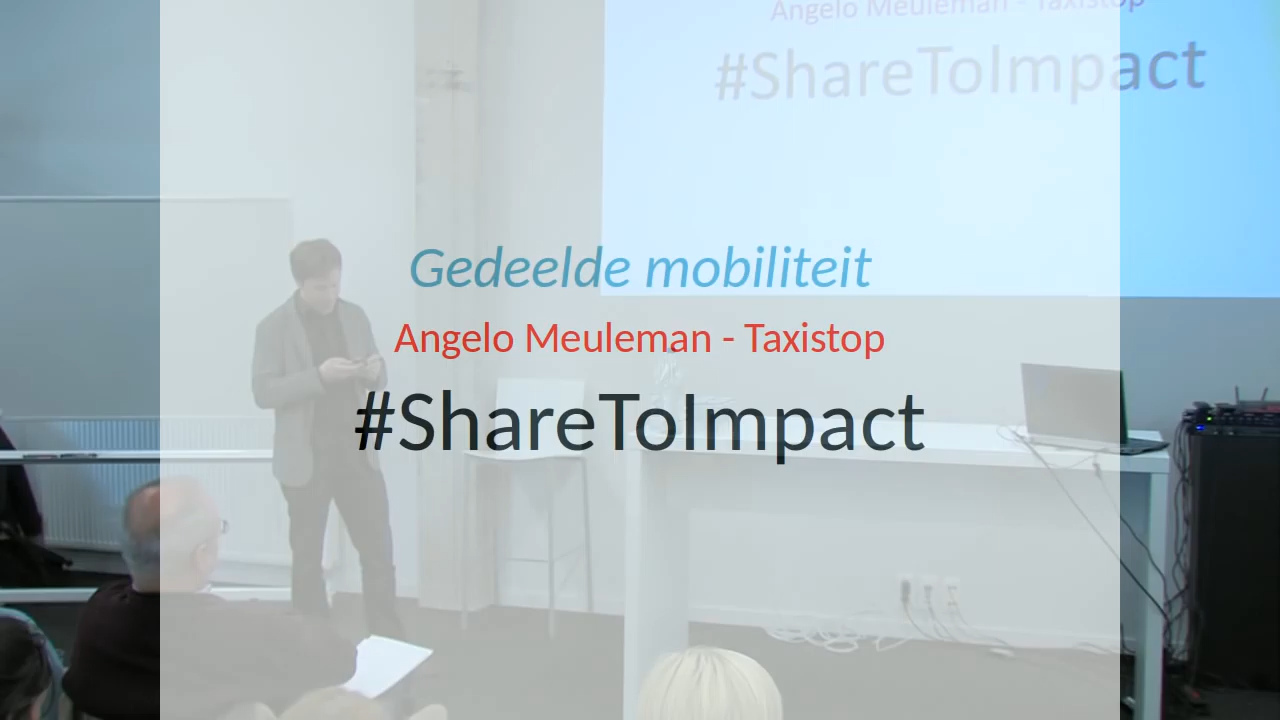 Angelo Meuleman - Taxistop
#ShareToImpact
Gedeelde mobiliteit
Angelo Meuleman - Taxistop
#ShareToImpact